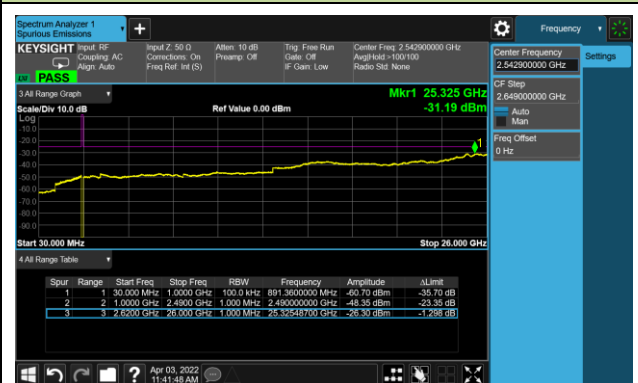 Spectrum Analyzer 1
Spurious Emissions
Frequency
KEYSIGHT Input: RF Input Z: 50 Ω Atten: 10 dB Trig: Free Run Center Freq: 2.542900000 GHz
Coupling: AC Corrections: On Preamp: Off Gate: Off Avg|Hold:>100/100
Align: Auto Freq Ref: Int (S) IF Gain: Low Radio Std: None
PASS
Center Frequency
2.542900000 GHz
Settings
CF Step
2.649000000 GHz
Auto
Man
Freq Offset
0 Hz
3 All Range Graph
Mkr1 25.325 GHz
Scale/Div 10.0 dB Ref Value 0.00 dBm -31.19 dBm
Log
-10.0
-20.0
-30.0
-40.0
-50.0
-60.0
-70.0
-80.0
-90.0
1
Start 30.000 MHz Stop 26.000 GHz
4 All Range Table
Spur Range Start Freq Stop Freq RBW Frequency Amplitude ΔLimit
1 1 30.000 MHz 1.0000 GHz 100.0 kHz 891.3600000 MHz -60.70 dBm -35.70 dB
2 2 1.0000 GHz 2.4900 GHz 1.000 MHz 2.490000000 GHz -48.35 dBm -23.35 dB
3 3 2.6200 GHz 26.000 GHz 1.000 MHz 25.32548700 GHz -26.30 dBm -1.298 dB
Apr 03, 2022
11:41:48 AM